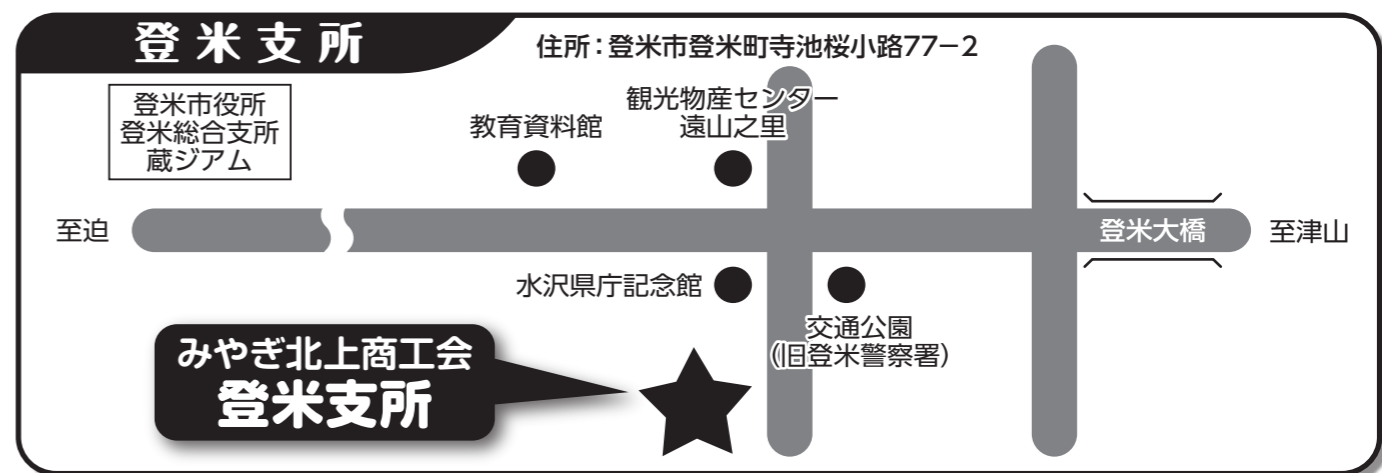 登米支所
住所：登米市登米町寺池桜小路77−2
登米市役所
登米総合支所
蔵ジアム
教育資料館
観光物産センター
遠山之里
至迫
登米大橋
至津山
水沢県庁記念館
交通公園
(旧登米警察署)
みやぎ北上商工会
登米支所